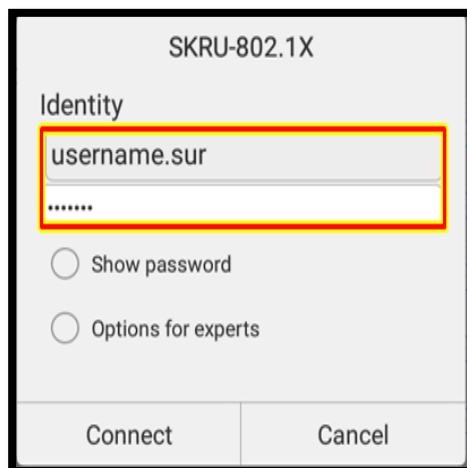 SKRU-802.1X
Identity
username.sur
•••••••
Show password
Options for experts
Connect Cancel